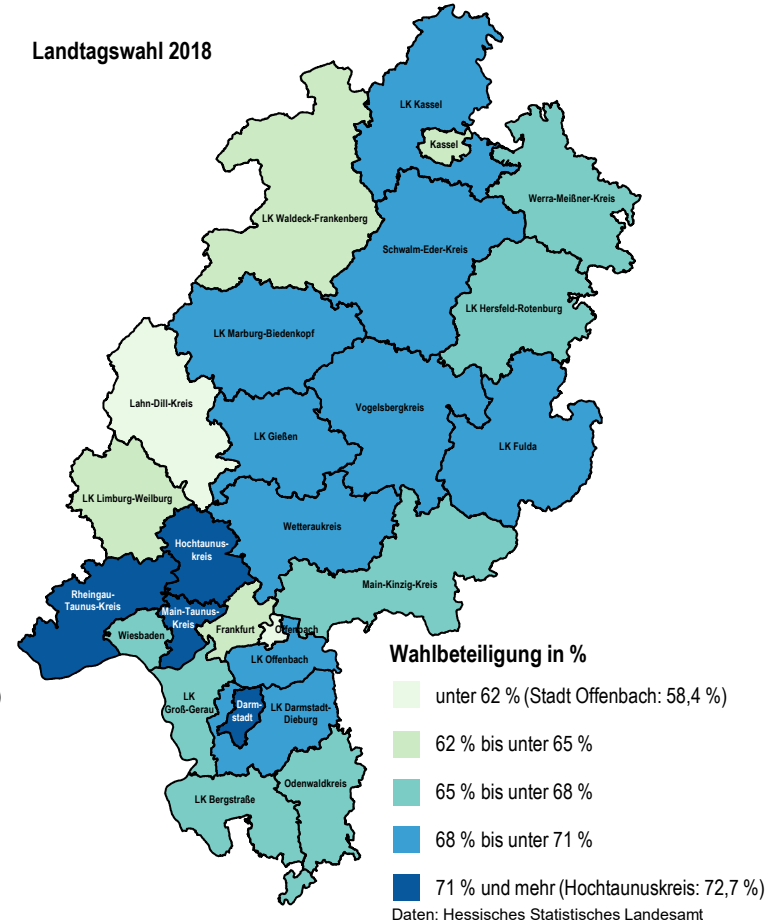 Landtagswahl 2018
LK Kassel
Kassel
Werra-Meißner-Kreis
LK Waldeck-Frankenberg
Schwalm-Eder-Kreis
LK Hersfeld-Rotenburg
LK Marburg-Biedenkopf
Lahn-Dill-Kreis
Vogelsbergkreis
LK Gießen
LK Fulda
LK Limburg-Weilburg
Wetteraukreis
Hochtaunus-
kreis
Main-Kinzig-Kreis
Rheingau-
Taunus-Kreis
Main-Taunus-
Kreis
Wiesbaden
Frankfurt
Offenbach
LK Offenbach
LK
Groß-Gerau
Darm-
stadt
LK Darmstadt-
Dieburg
Odenwaldkreis
LK Bergstraße
Wahlbeteiligung in %
unter 62 % (Stadt Offenbach: 58,4 %)
62 % bis unter 65 %
65 % bis unter 68 %
68 % bis unter 71 %
71 % und mehr (Hochtaunuskreis: 72,7 %)
Daten: Hessisches Statistisches Landesamt
)